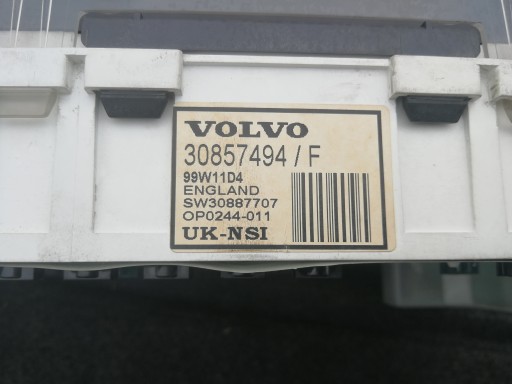 VOLVO
30857494 / F
99W11D4
ENGLAND
SW30887707
OP0244-011
UK-NSI